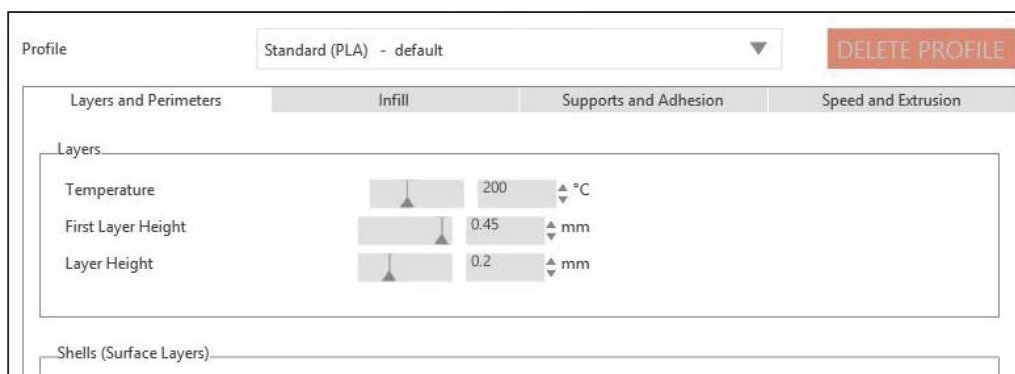 Profile Standard (PLA) - default DELETE PROFILE
Layers and Perimeters Infill Supports and Adhesion Speed and Extrusion
Layers
Temperature 200 °C
First Layer Height 0.45 mm
Layer Height 0.2 mm
Shells (Surface Layers)